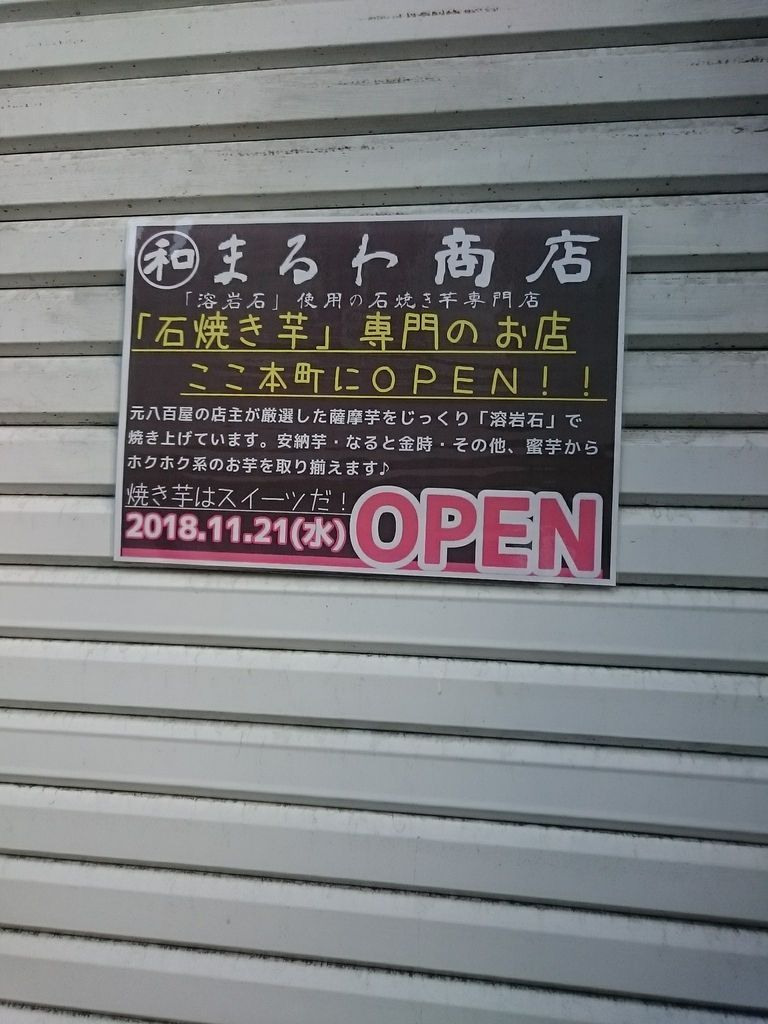 ㊓まるわ商店
「溶岩石」使用の石焼き芋専門店
「石焼き芋」専門のお店
ここ本町にOPEN!!
元八百屋の店主が厳選した薩摩芋をじっくり「溶岩石」で
焼き上げています。安納芋・なると金時・その他、蜜芋から
ホクホク系のお芋を取り揃えます♪
焼き芋はスイーツだ!
2018.11.21(水)OPEN